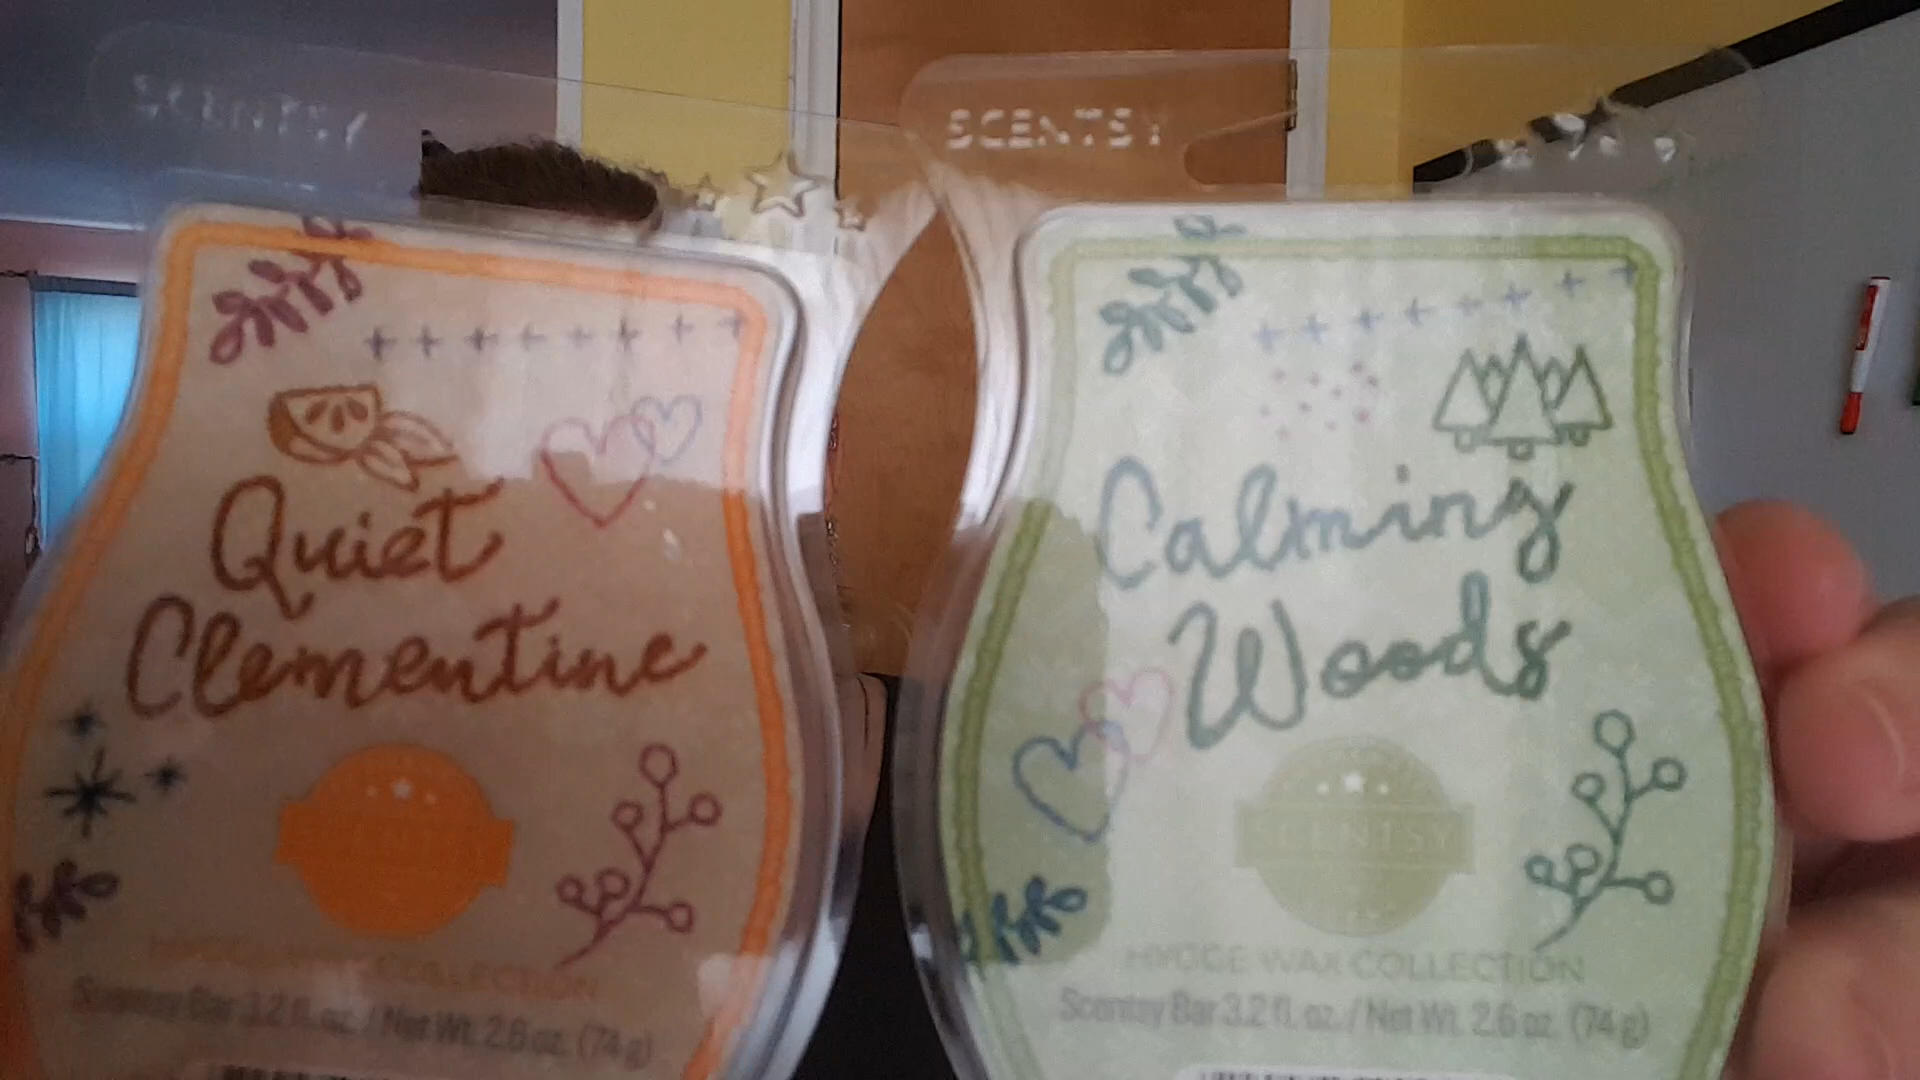 SCENTSY
Quiet
Clementine
COLLECTION
Scentsy Bar 3.2 fl. oz. / Net Wt. 2.6 oz. (74 g)
SCENTSY
Calming
Woods
SCENTSY
HYGGE WAX COLLECTION
Scentsy Bar 3.2 fl. oz. / Net Wt. 2.6 oz. (74 g)